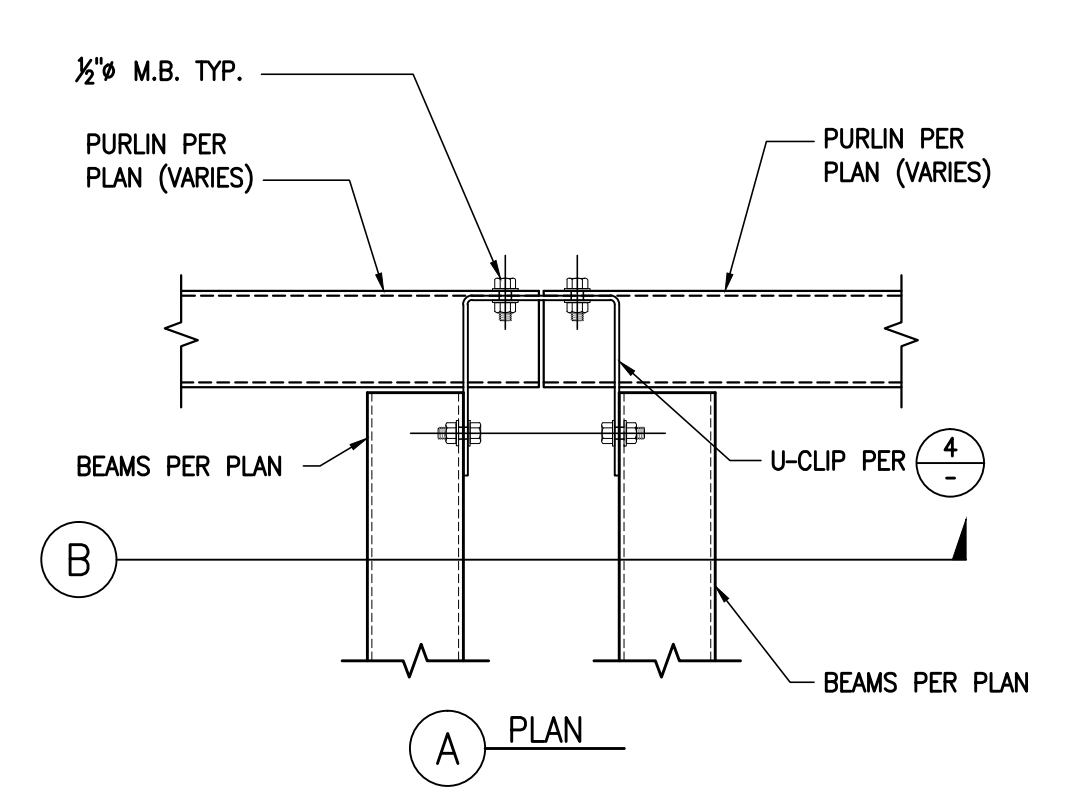 ½"ø M.B. TYP.
PURLIN PER
PLAN (VARIES)
PURLIN PER
PLAN (VARIES)
BEAMS PER PLAN
U-CLIP PER
4
-
B
BEAMS PER PLAN
A
PLAN